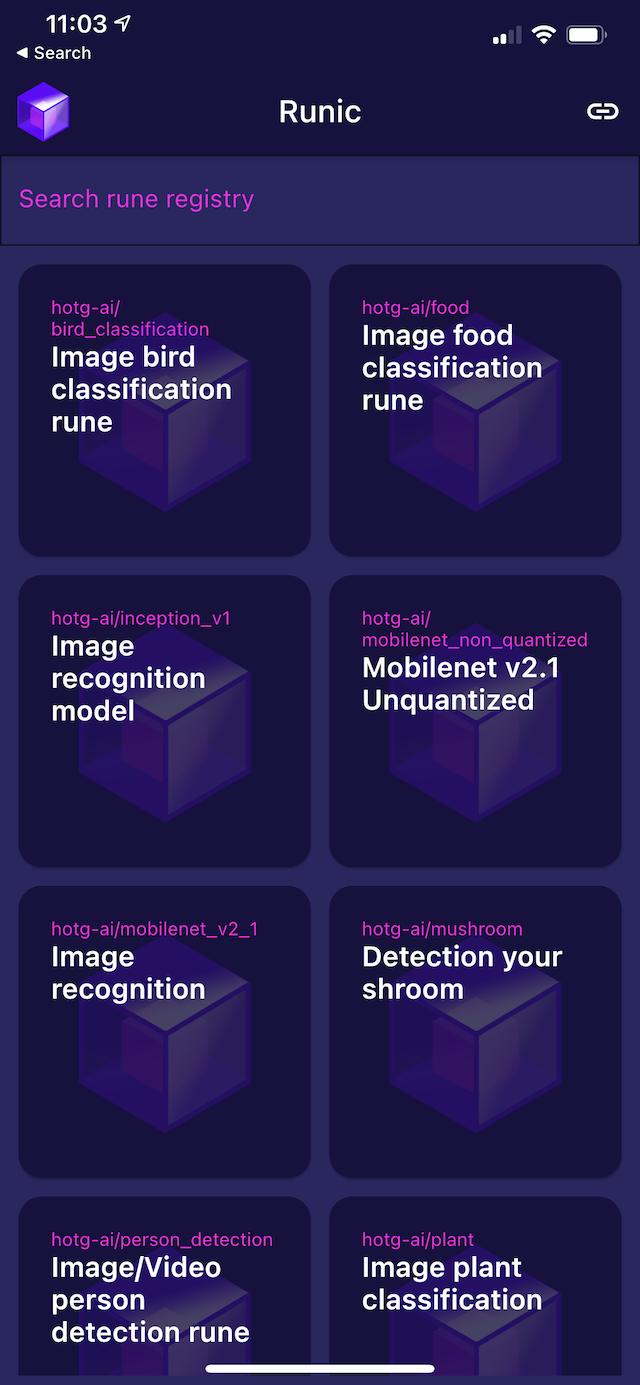 11:03
◀ Search
Runic
Search rune registry
hotg-ai/
bird_classification
Image bird
classification
rune
hotg-ai/food
Image food
classification
rune
hotg-ai/inception_v1
Image
recognition
model
hotg-ai/
mobilenet_non_quantized
Mobilenet v2.1
Unquantized
hotg-ai/mobilenet_v2_1
Image
recognition
hotg-ai/mushroom
Detection your
shroom
hotg-ai/person_detection
Image/Video
person
detection rune
hotg-ai/plant
Image plant
classification